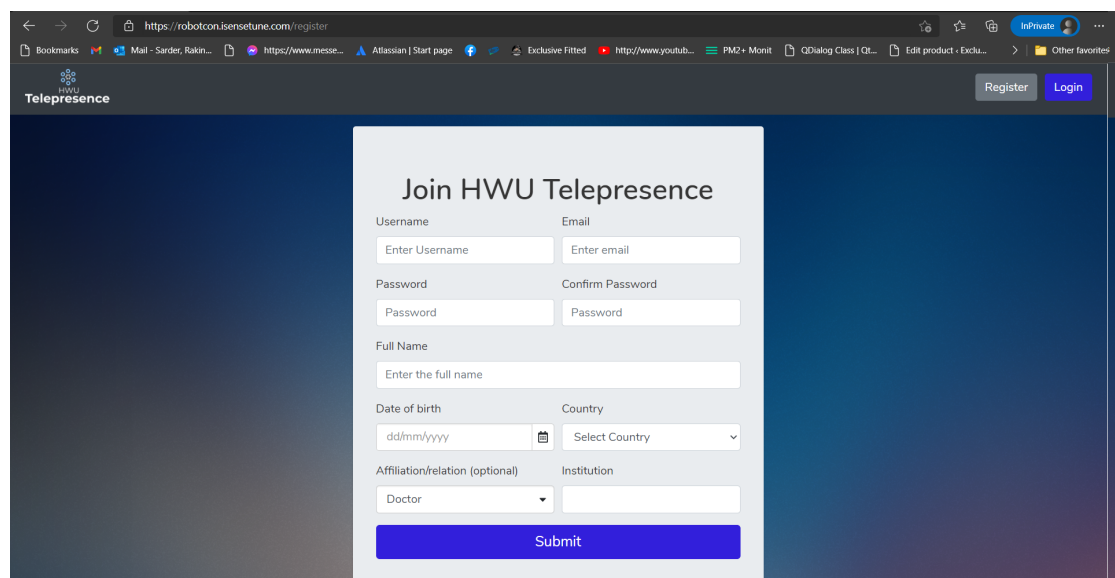 https://robotcon.isensetune.com/register
InPrivate
Bookmarks Mail - Sarder, Rakin... https://www.messe... Atlassian | Start page Exclusive Fitted http://www.youtub... PM2+ Monit QDialog Class | Qt... Edit product ‹ Exclu... Other favorites
HWU
Telepresence
Register Login
Join HWU Telepresence
Username Email
Enter Username Enter email
Password Confirm Password
Password Password
Full Name
Enter the full name
Date of birth Country
dd/mm/yyyy Select Country
Affiliation/relation (optional) Institution
Doctor
Submit